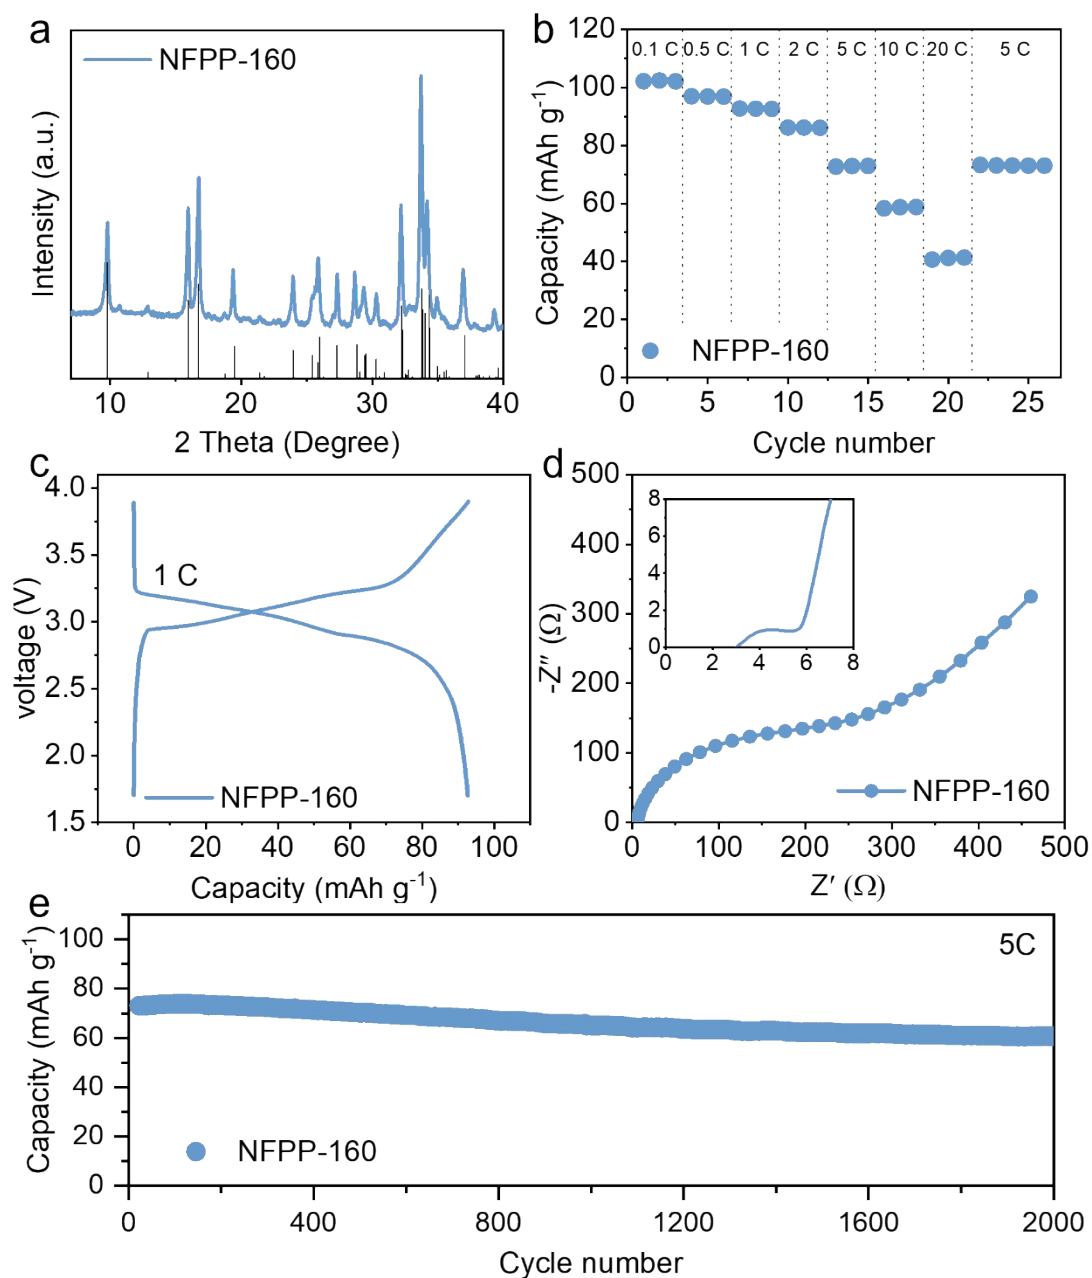 a
NFPP-160
Intensity (a.u.)
10 20 30 40
2 Theta (Degree)
b
0.1 C 0.5 C 1 C 2 C 5 C 10 C 20 C 5 C
120
100
80
60
40
20
0
Capacity (mAh g⁻¹)
NFPP-160
0 5 10 15 20 25
Cycle number
c
4.0
3.5
3.0
2.5
2.0
1.5
voltage (V)
1 C
NFPP-160
0 20 40 60 80 100
Capacity (mAh g⁻¹)
d
500
400
300
200
100
0
-Z″ (Ω)
8
6
4
2
0
0 2 4 6 8
NFPP-160
0 100 200 300 400 500
Z′ (Ω)
e
5C
100
80
60
40
20
0
Capacity (mAh g⁻¹)
NFPP-160
0 400 800 1200 1600 2000
Cycle number